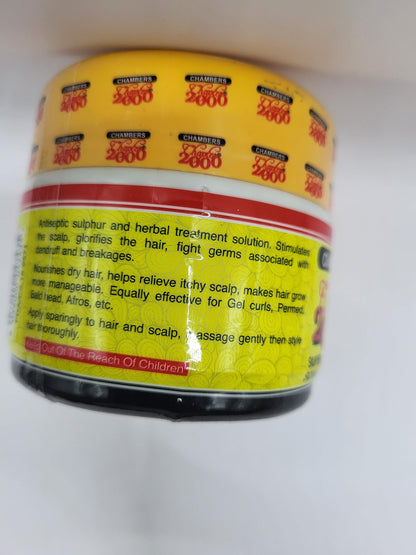 CHAMBERS CHAMBERS CHAMBERS CHAMBERS CHAMBERS
2000 2000 2000 2000 2000
CHAMBERS CHAMBERS CHAMBERS CHAMBERS
2000 2000 2000 2000
Antiseptic sulphur and herbal treatment solution. Stimulates
the scalp, glorifies the hair, fight germs associated with
dandruff and breakages.
Nourishes dry hair, helps relieve itchy scalp, makes hair grow
more manageable. Equally effective for Gel curls, Permed,
Bald head, Afros, etc.
Apply sparingly to hair and scalp, massage gently then style
hair thoroughly.
Keep Out Of The Reach Of Children